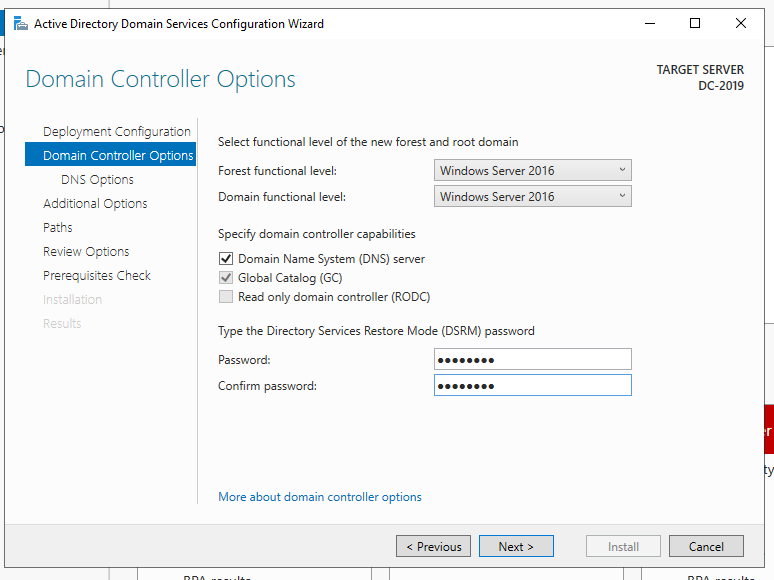 Active Directory Domain Services Configuration Wizard
Domain Controller Options
TARGET SERVER
DC-2019
Deployment Configuration
Domain Controller Options
DNS Options
Additional Options
Paths
Review Options
Prerequisites Check
Installation
Results
Select functional level of the new forest and root domain
Forest functional level: Windows Server 2016
Domain functional level: Windows Server 2016
Specify domain controller capabilities
Domain Name System (DNS) server
Global Catalog (GC)
Read only domain controller (RODC)
Type the Directory Services Restore Mode (DSRM) password
Password: ●●●●●●●●
Confirm password: ●●●●●●●●
More about domain controller options
< Previous Next > Install Cancel